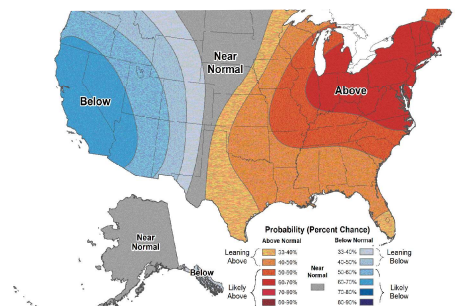 Near
Normal
Below
Above
Near
Normal
Below
Probability (Percent Chance)
Above Normal
Below Normal
Leaning
Above
33-40%
40-50%
50-60%
60-70%
70-80%
80-90%
Likely
Above
Near
Normal
33-40%
40-50%
50-60%
60-70%
70-80%
80-90%
Leaning
Below
Likely
Below